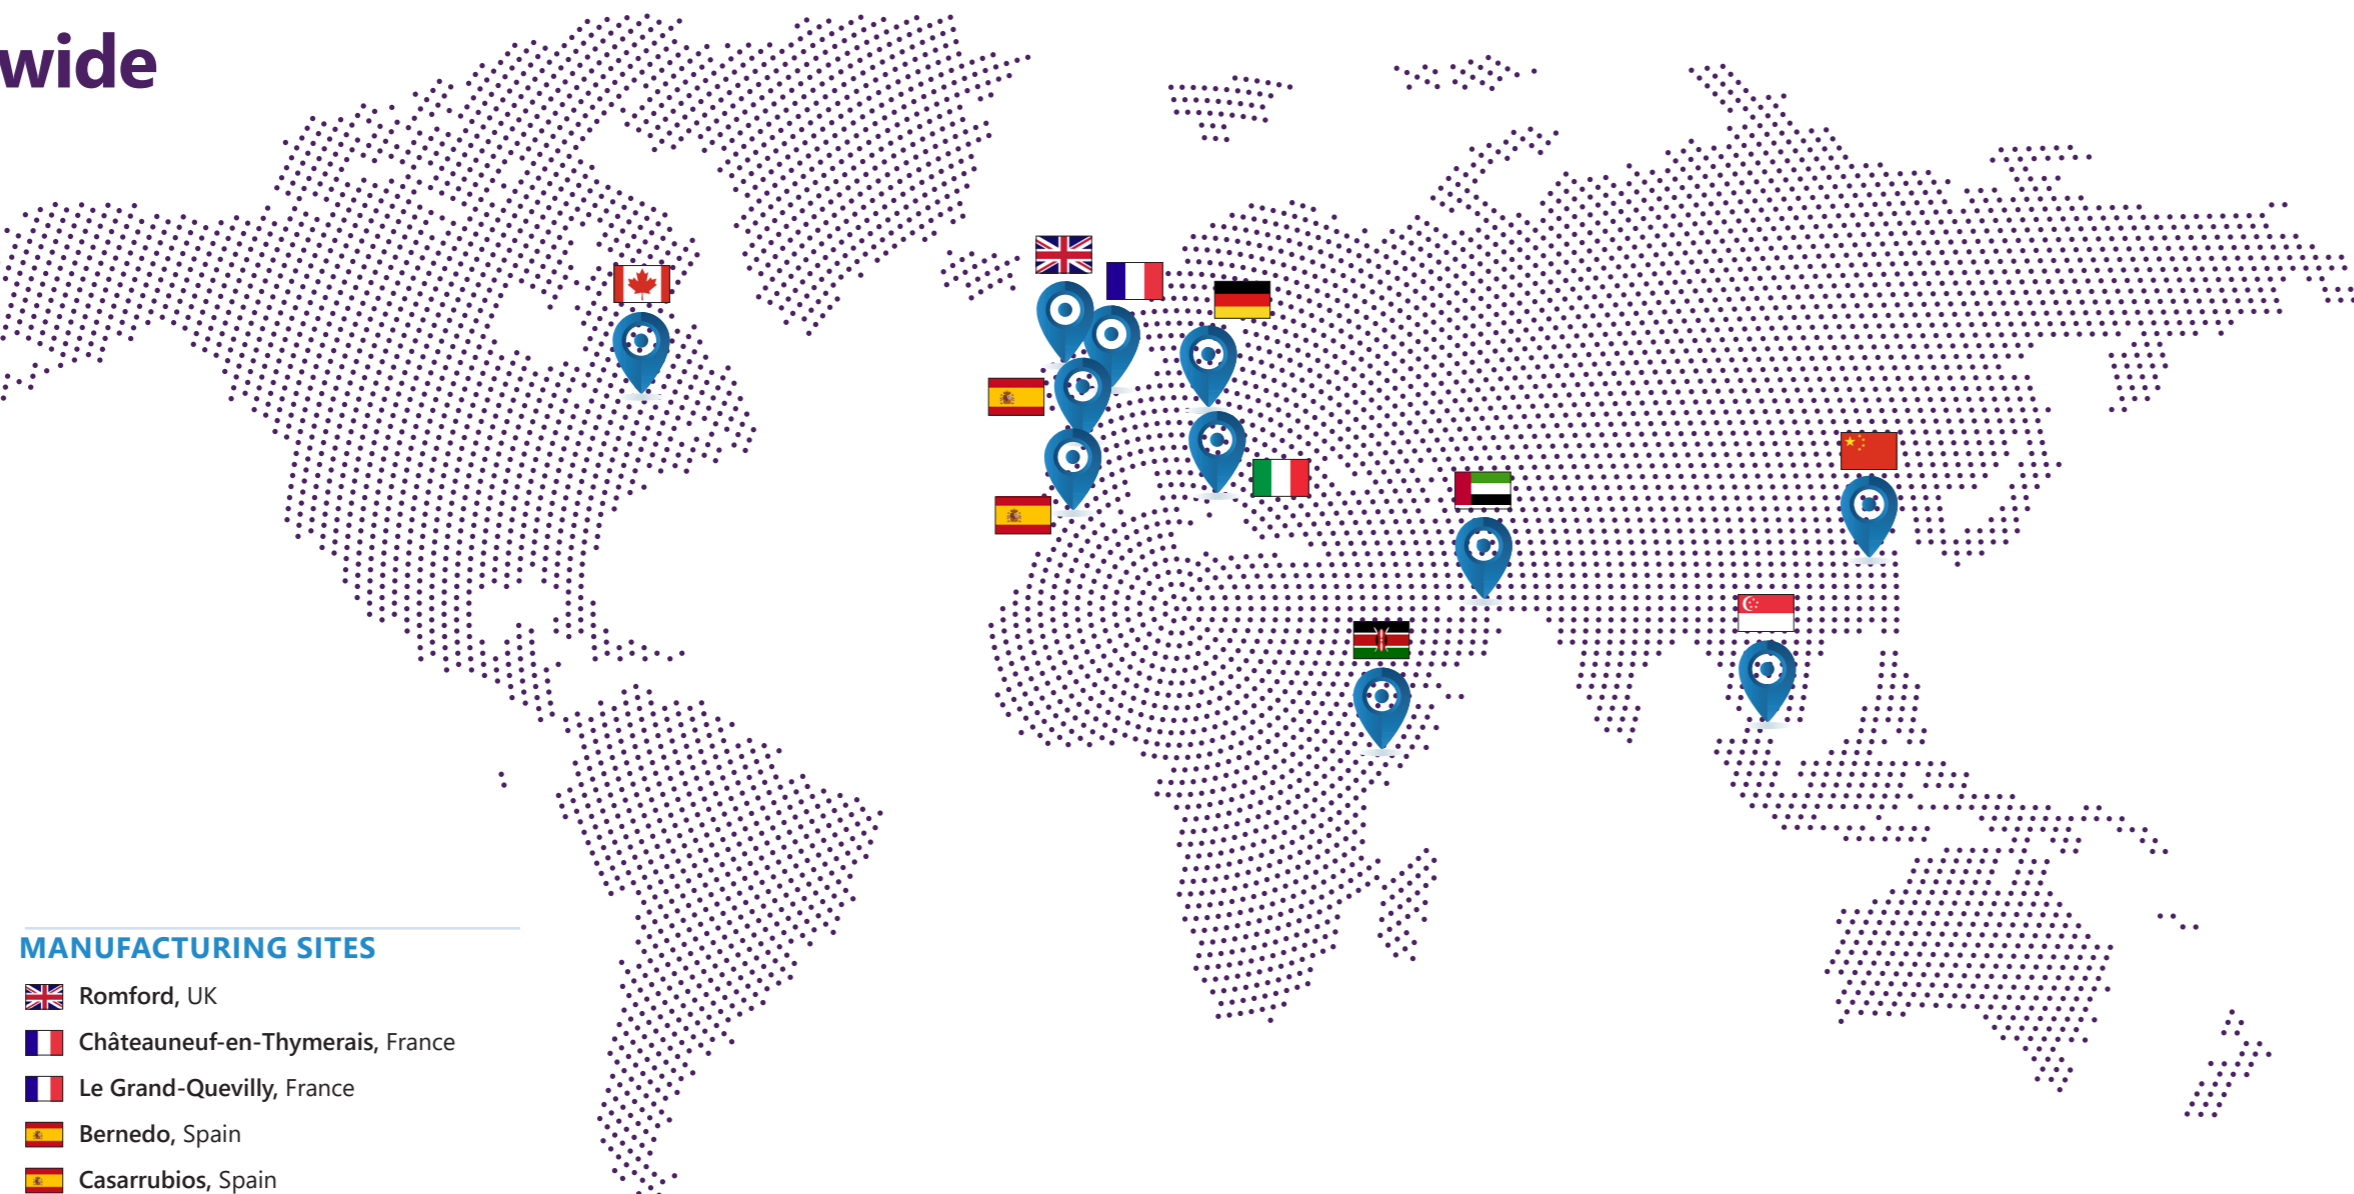 wide
MANUFACTURING SITES
Romford, UK
Châteauneuf-en-Thymerais, France
Le Grand-Quevilly, France
Bernedo, Spain
Casarrubios, Spain